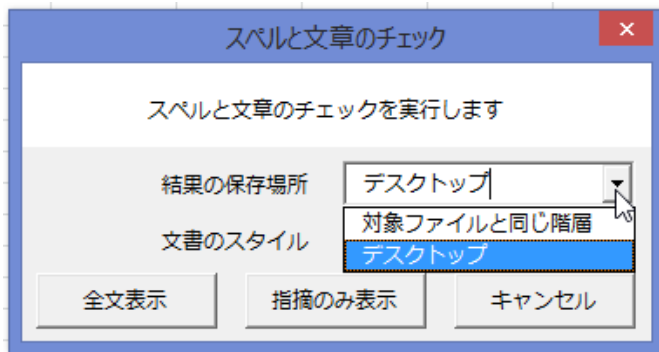 スペルと文章のチェック
スペルと文章のチェックを実行します
結果の保存場所 デスクトップ
対象ファイルと同じ階層
文書のスタイル デスクトップ
全文表示 指摘のみ表示 キャンセル